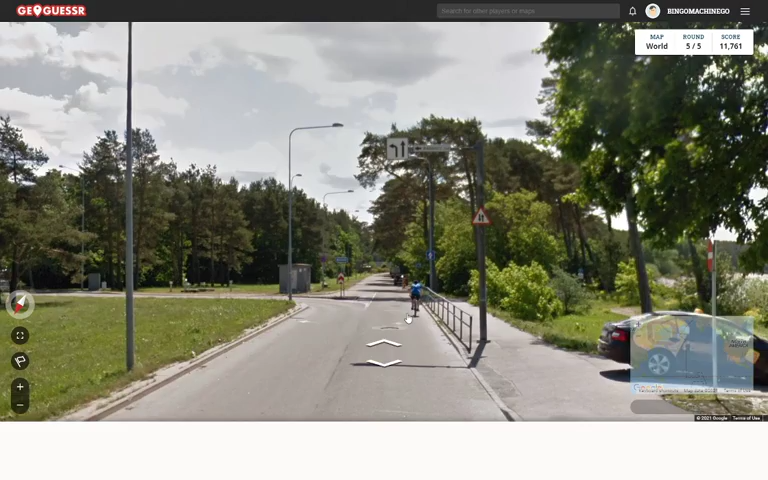 GEOGUESSR
Search for other players or maps
BINGOMACHINEGO
MAP
World
ROUND
5 / 5
SCORE
11,761
© 2021 Google
Terms of Use